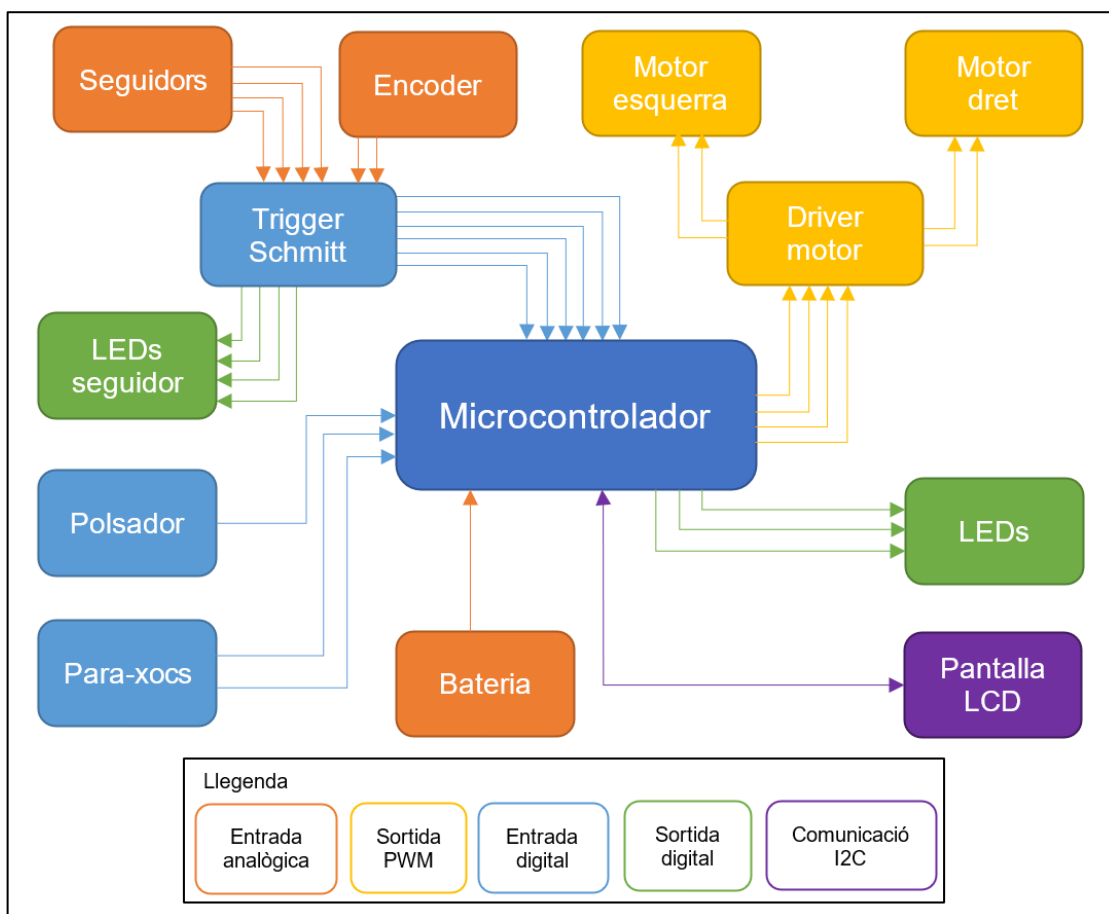 Seguidors
Encoder
Motor
esquerra
Motor
dret
Trigger
Schmitt
Driver
motor
LEDs
seguidor
Microcontrolador
Polsador
LEDs
Para-xocs
Bateria
Pantalla
LCD
Llegenda
Entrada
analògica
Sortida
PWM
Entrada
digital
Sortida
digital
Comunicació
I2C